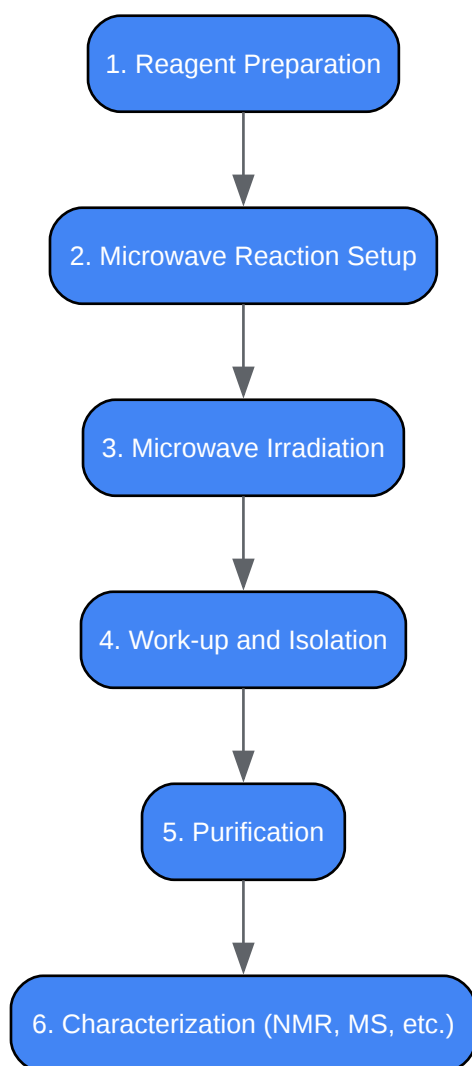 1. Reagent Preparation
2. Microwave Reaction Setup
3. Microwave Irradiation
4. Work-up and Isolation
5. Purification
6. Characterization (NMR, MS, etc.)